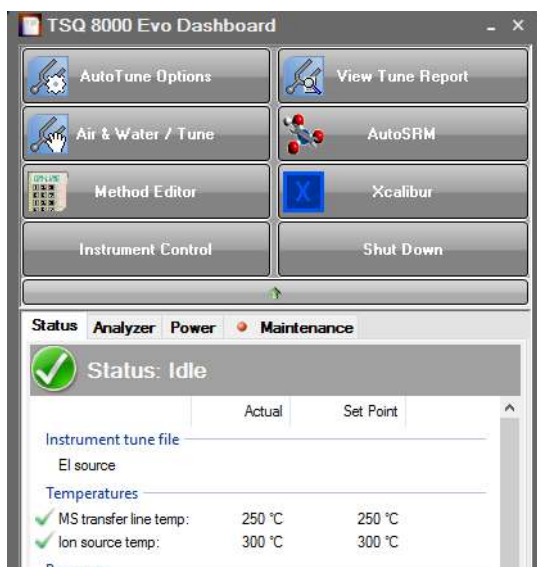 TSQ 8000 Evo Dashboard
AutoTune Options
View Tune Report
Air & Water / Tune
AutoSRM
Method Editor
X
Xcalibur
Instrument Control
Shut Down
Status Analyzer Power Maintenance
Status: Idle
Actual Set Point
Instrument tune file
EI source
Temperatures
MS transfer line temp: 250 °C 250 °C
Ion source temp: 300 °C 300 °C